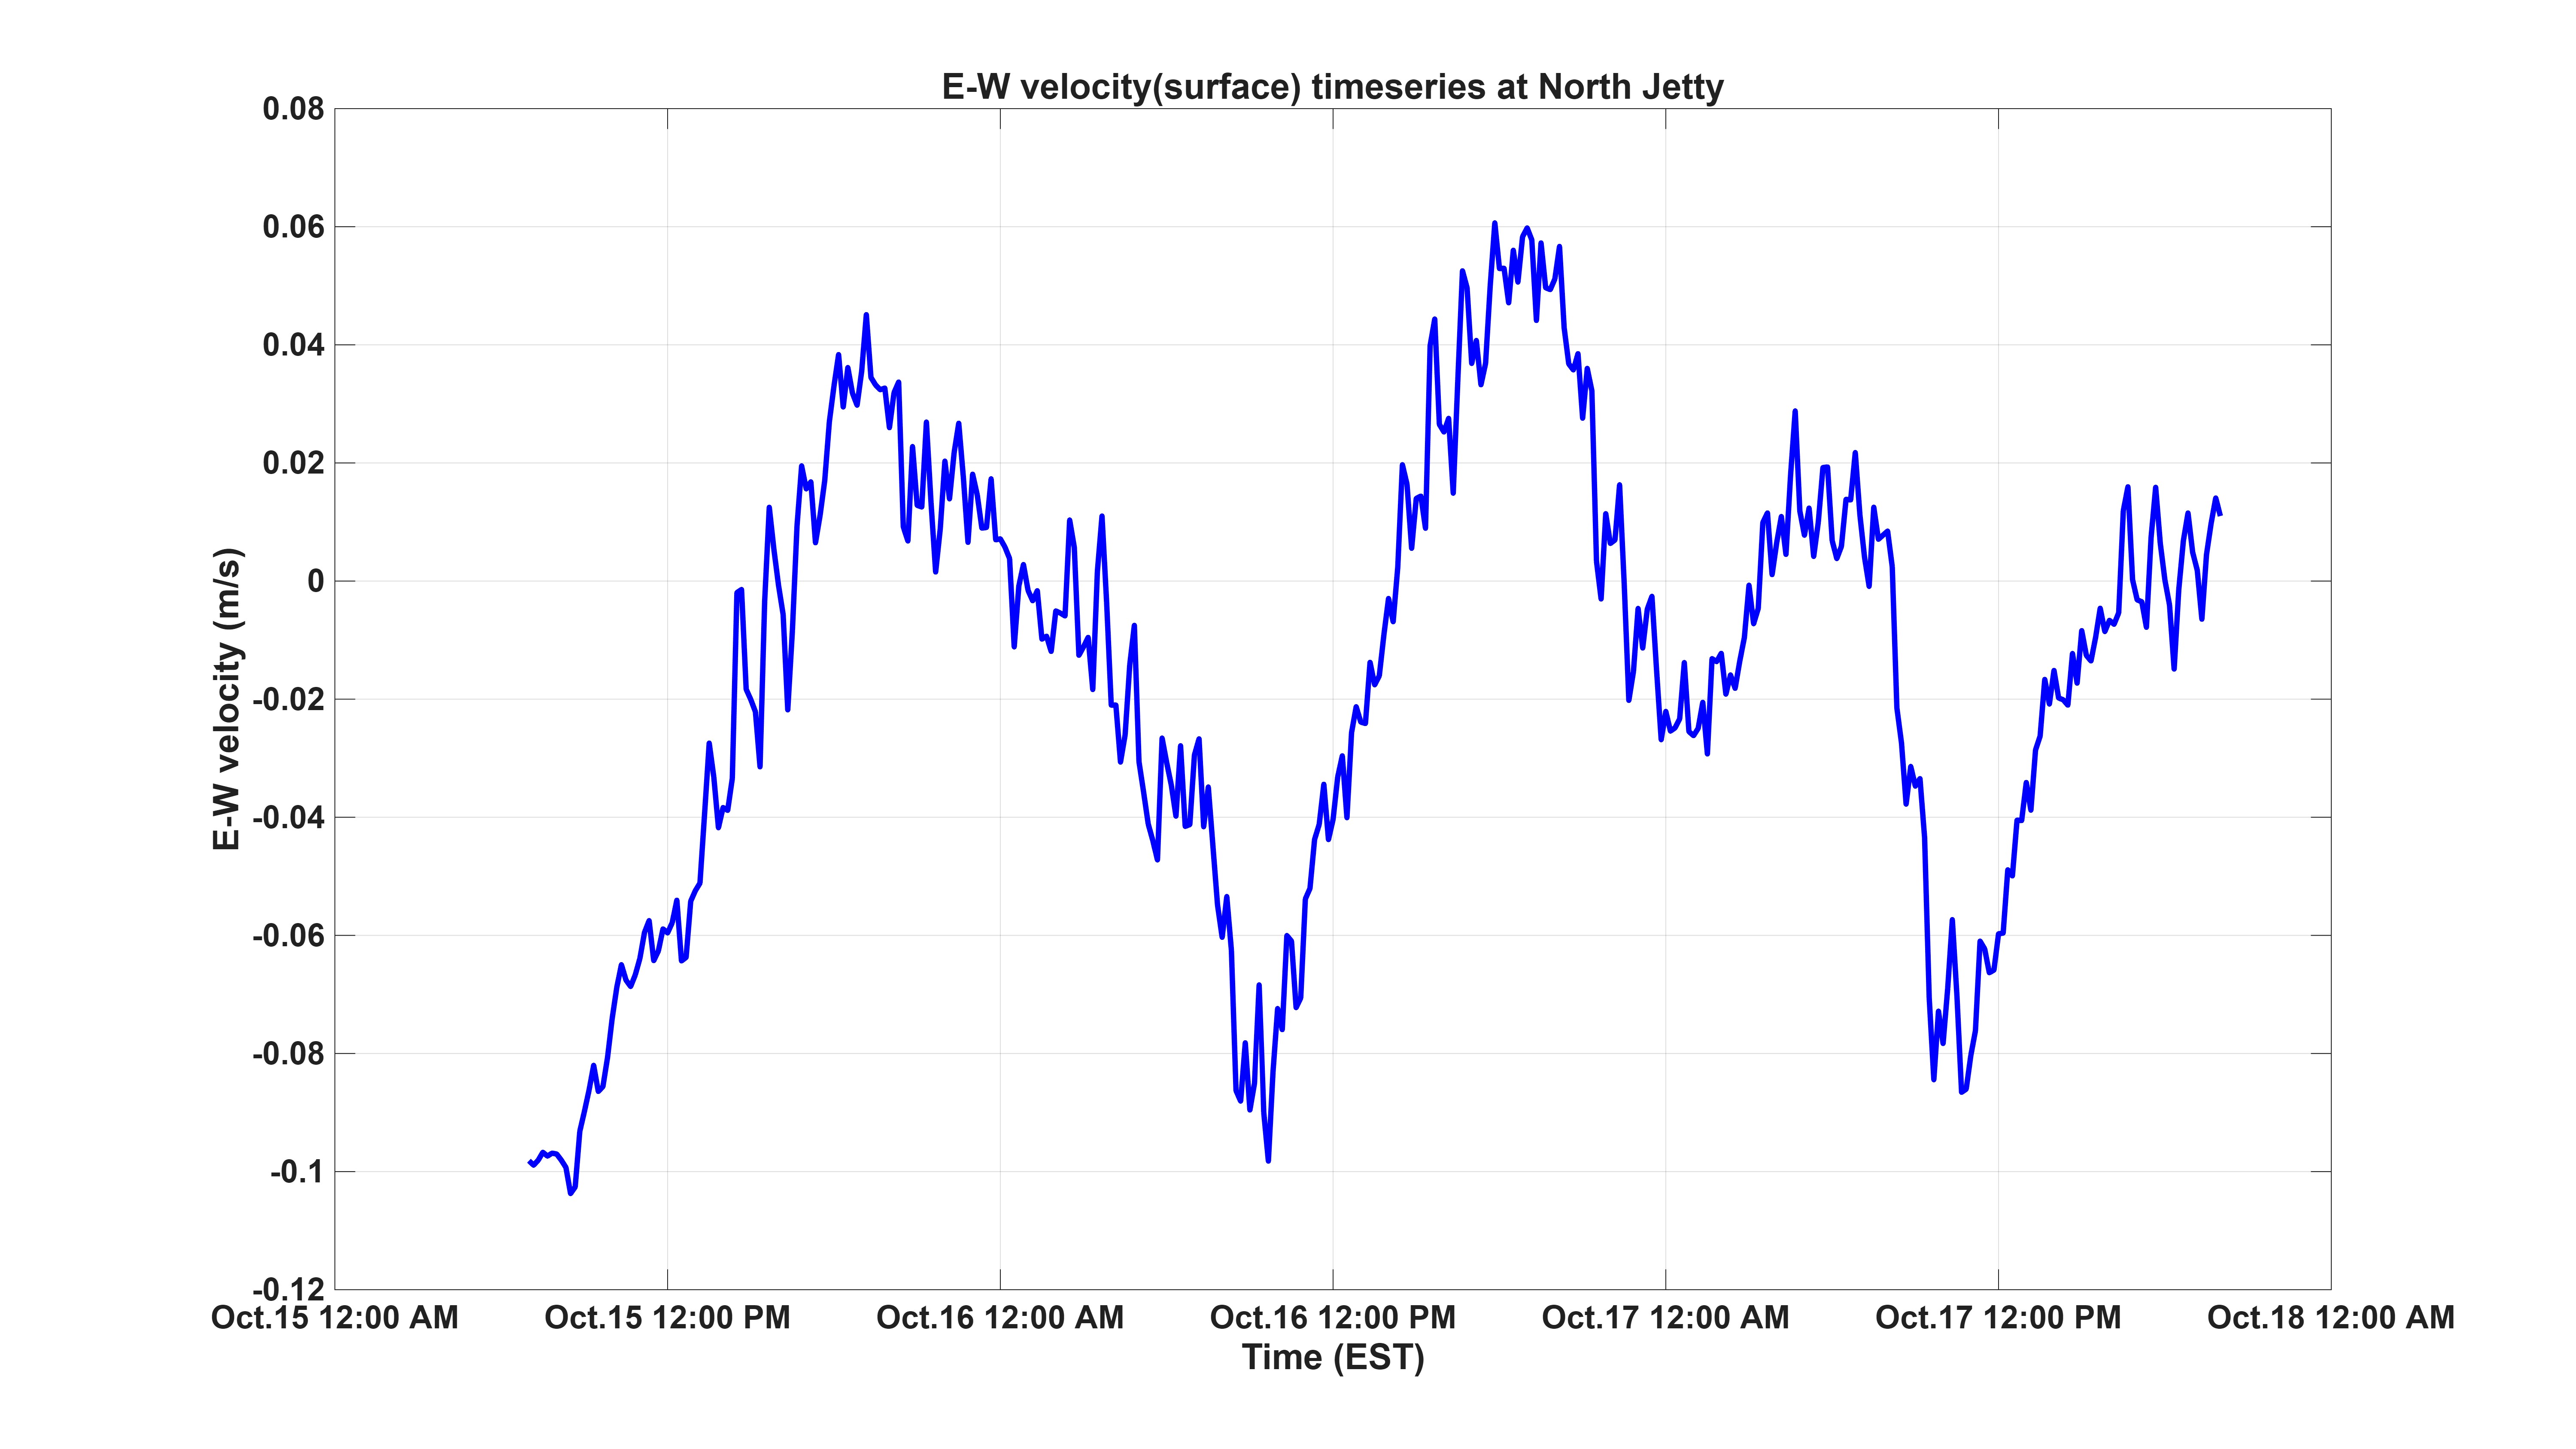 E-W velocity(surface) timeseries at North Jetty
0.08
0.06
0.04
0.02
0
-0.02
-0.04
-0.06
-0.08
-0.1
-0.12
E-W velocity (m/s)
Oct.15 12:00 AM Oct.15 12:00 PM Oct.16 12:00 AM Oct.16 12:00 PM Oct.17 12:00 AM Oct.17 12:00 PM Oct.18 12:00 AM
Time (EST)